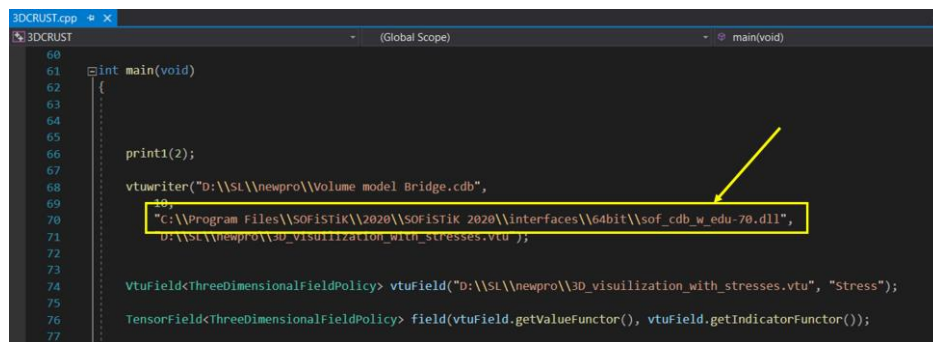 3DCRUST.cpp
3DCRUST (Global Scope) main(void)
60
61 int main(void)
62 {
63
64
65
66 print1(2);
67
68 vtuwriter("D:\\SL\\newpro\\Volume model Bridge.cdb",
69 10,
70 "C:\\Program Files\\SOFiSTiK\\2020\\SOFiSTiK 2020\\interfaces\\64bit\\sof_cdb_w_edu-70.dll",
71 "D:\\SL\\newpro\\3D_visuilization_with_stresses.vtu");
72
73
74 VtuField<ThreeDimensionalFieldPolicy> vtuField("D:\\SL\\newpro\\3D_visuilization_with_stresses.vtu", "Stress");
75
76 TensorField<ThreeDimensionalFieldPolicy> field(vtuField.getValueFunctor(), vtuField.getIndicatorFunctor());
77